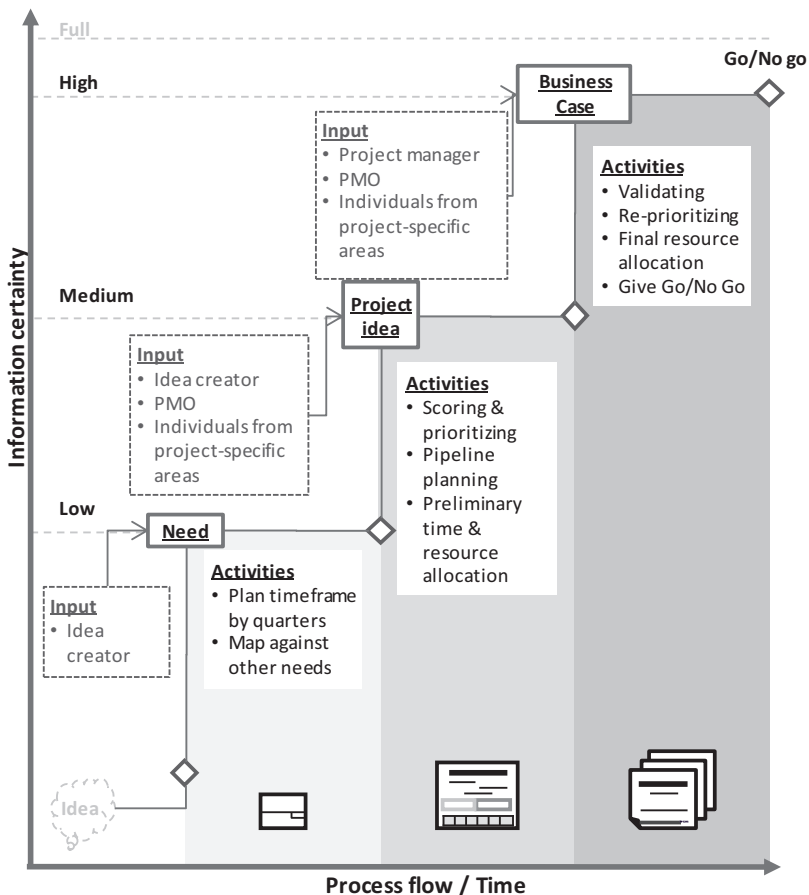 Full
Go/No go
High
Business
Case
Input
• Project manager
• PMO
• Individuals from
project-specific
areas
Activities
• Validating
• Re-prioritizing
• Final resource
allocation
• Give Go/No Go
Medium
Project
idea
Input
• Idea creator
• PMO
• Individuals from
project-specific
areas
Activities
• Scoring &
prioritizing
• Pipeline
planning
• Preliminary
time &
resource
allocation
Low
Need
Input
• Idea
creator
Activities
• Plan timeframe
by quarters
• Map against
other needs
Idea
Information certainty
Process flow / Time